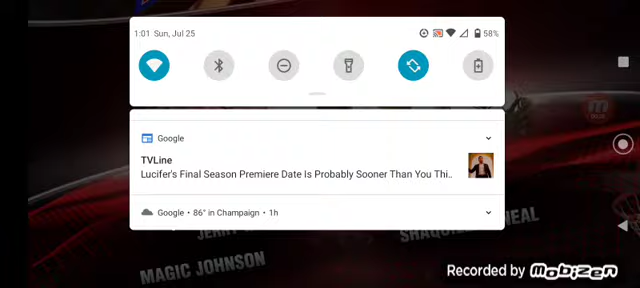 1:01 Sun, Jul 25
58%
Google
TVLine
Lucifer's Final Season Premiere Date Is Probably Sooner Than You Thi..
Google • 86° in Champaign • 1h
MAGIC JOHNSON
Recorded by Mobizen